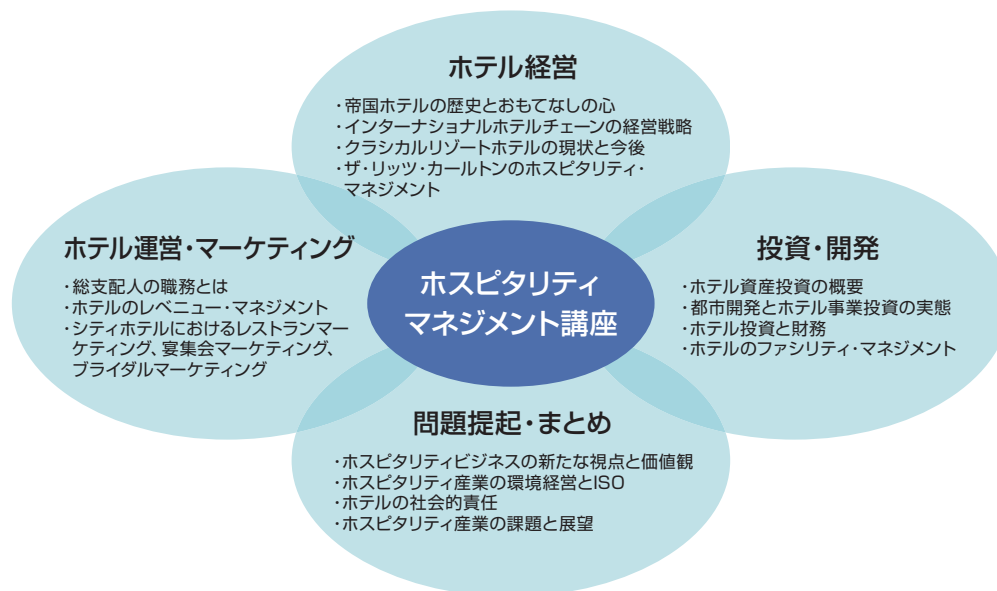 ホテル経営
・帝国ホテルの歴史とおもてなしの心
・インターナショナルホテルチェーンの経営戦略
・クラシカルリゾートホテルの現状と今後
・ザ・リッツ・カールトンのホスピタリティ・
マネジメント
ホテル運営・マーケティング
・総支配人の職務とは
・ホテルのレベニュー・マネジメント
・シティホテルにおけるレストランマー
ケティング、宴集会マーケティング、
ブライダルマーケティング
ホスピタリティ
マネジメント講座
投資・開発
・ホテル資産投資の概要
・都市開発とホテル事業投資の実態
・ホテル投資と財務
・ホテルのファシリティ・マネジメント
問題提起・まとめ
・ホスピタリティビジネスの新たな視点と価値観
・ホスピタリティ産業の環境経営とISO
・ホテルの社会的責任
・ホスピタリティ産業の課題と展望